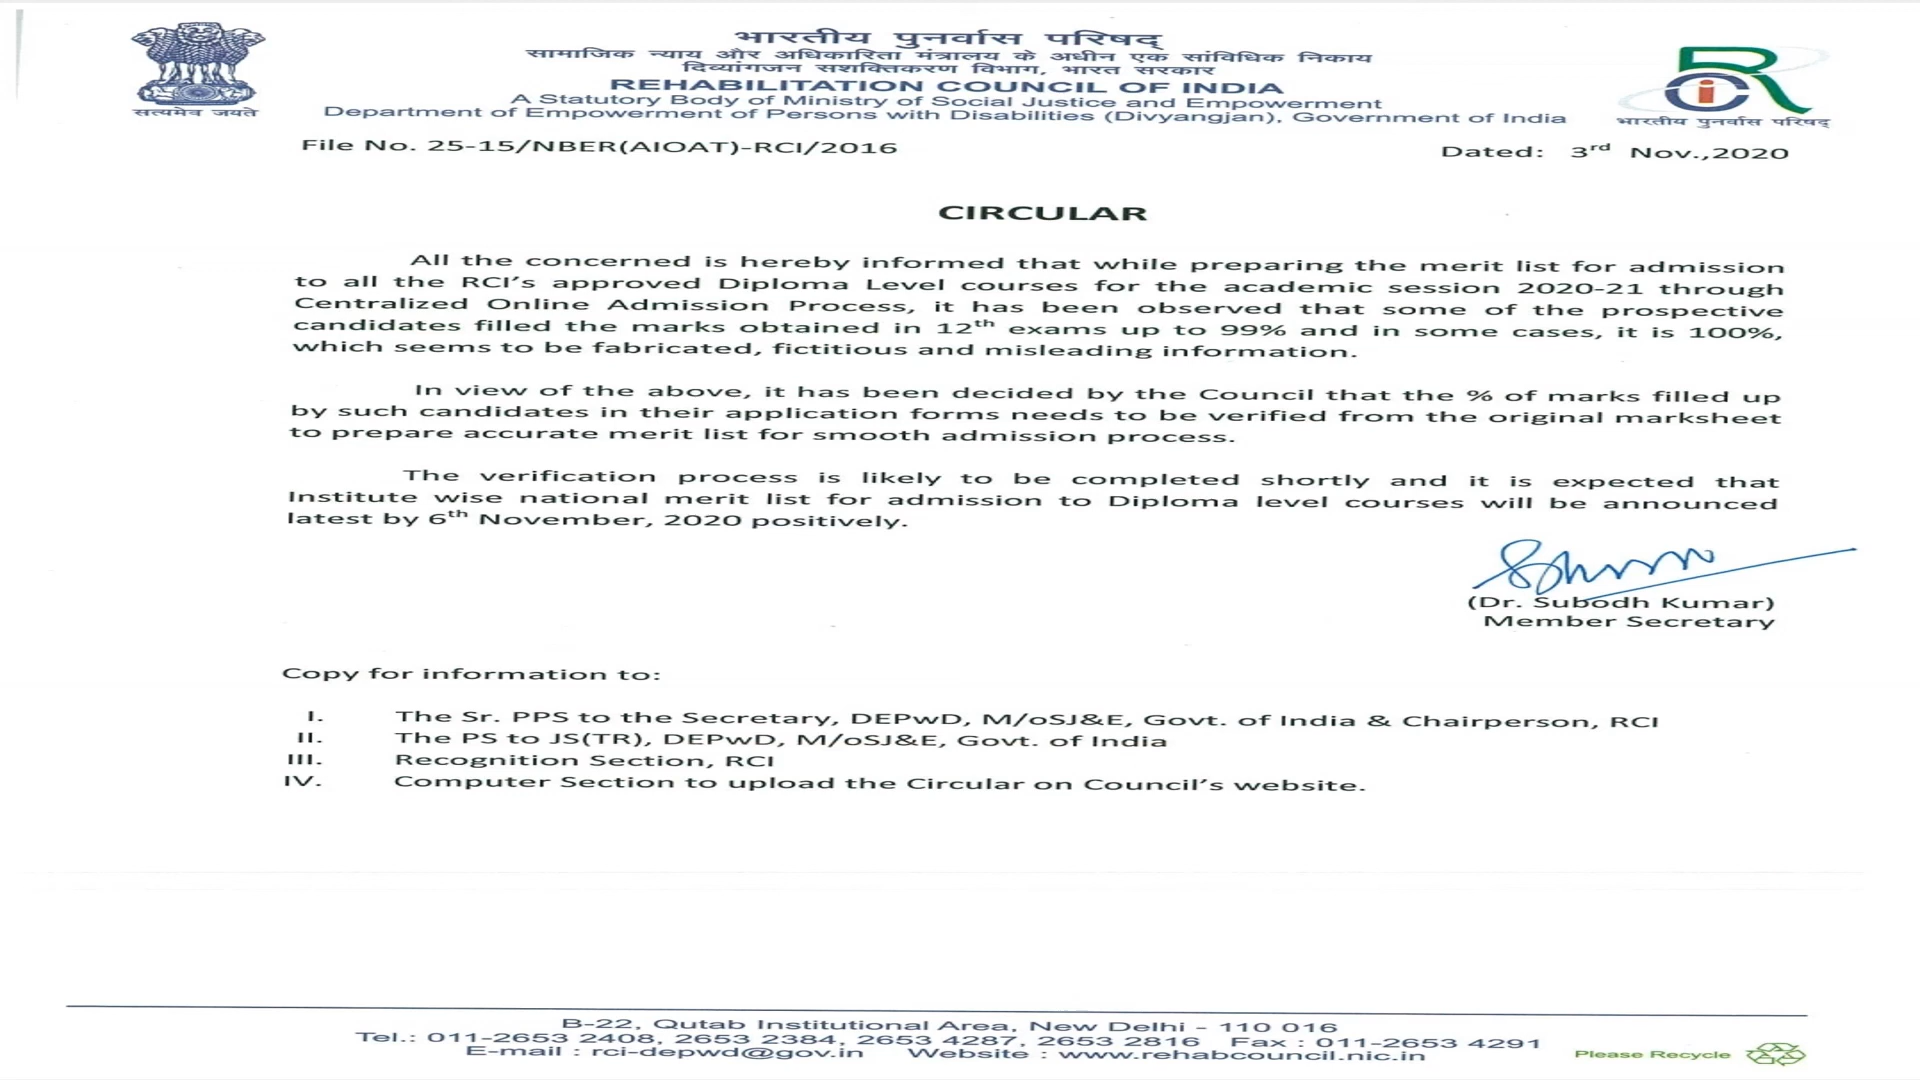 भारतीय पुनर्वास परिषद्
सामाजिक न्याय और अधिकारिता मंत्रालय के अधीन एक सांविधिक निकाय
दिव्यांगजन सशक्तिकरण विभाग, भारत सरकार
REHABILITATION COUNCIL OF INDIA
A Statutory Body of Ministry of Social Justice and Empowerment
Department of Empowerment of Persons with Disabilities (Divyangjan), Government of India
सत्यमेव जयते
RCI
भारतीय पुनर्वास परिषद्
File No. 25-15/NBER(AIOAT)-RCI/2016
Dated: 3rd Nov.,2020
CIRCULAR
All the concerned is hereby informed that while preparing the merit list for admission
to all the RCI's approved Diploma Level courses for the academic session 2020-21 through
Centralized Online Admission Process, it has been observed that some of the prospective
candidates filled the marks obtained in 12th exams up to 99% and in some cases, it is 100%,
which seems to be fabricated, fictitious and misleading information.
In view of the above, it has been decided by the Council that the % of marks filled up
by such candidates in their application forms needs to be verified from the original marksheet
to prepare accurate merit list for smooth admission process.
The verification process is likely to be completed shortly and it is expected that
Institute wise national merit list for admission to Diploma level courses will be announced
latest by 6th November, 2020 positively.
(Dr. Subodh Kumar)
Member Secretary
Copy for information to:
I. The Sr. PPS to the Secretary, DEPwD, M/oSJ&E, Govt. of India & Chairperson, RCI
II. The PS to JS(TR), DEPwD, M/oSJ&E, Govt. of India
III. Recognition Section, RCI
IV. Computer Section to upload the Circular on Council's website.
B-22, Qutab Institutional Area, New Delhi - 110 016
Tel.: 011-2653 2408, 2653 2384, 2653 4287, 2653 2816 Fax : 011-2653 4291
E-mail : rci-depwd@gov.in Website : www.rehabcouncil.nic.in
Please Recycle